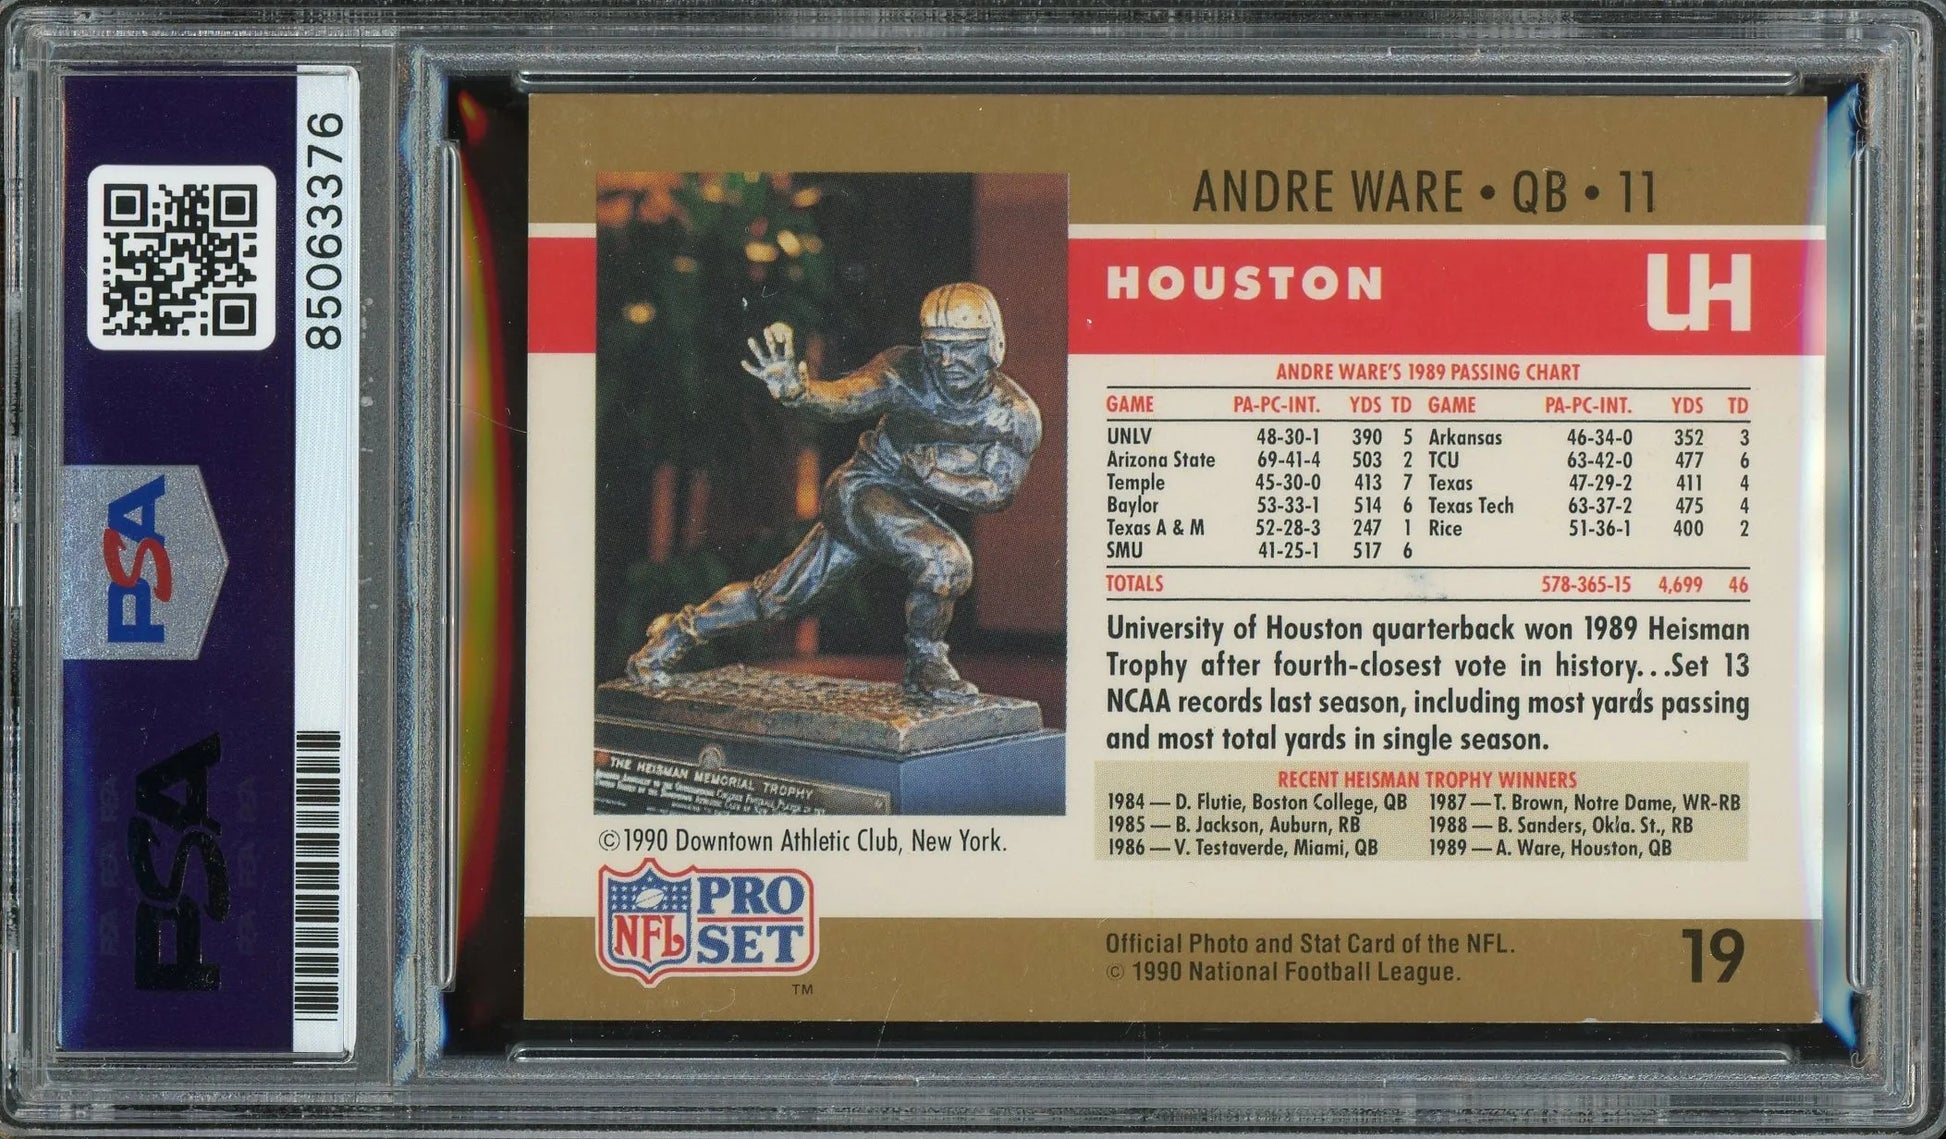 85063376
PSA
PSA
ANDRE WARE • QB • 11
HOUSTON
UH
ANDRE WARE'S 1989 PASSING CHART
GAME PA-PC-INT. YDS TD GAME PA-PC-INT. YDS TD
UNLV 48-30-1 390 5 Arkansas 46-34-0 352 3
Arizona State 69-41-4 503 2 TCU 63-42-0 477 6
Temple 45-30-0 413 7 Texas 47-29-2 411 4
Baylor 53-33-1 514 6 Texas Tech 63-37-2 475 4
Texas A & M 52-28-3 247 1 Rice 51-36-1 400 2
SMU 41-25-1 517 6
TOTALS 578-365-15 4,699 46
University of Houston quarterback won 1989 Heisman
Trophy after fourth-closest vote in history...Set 13
NCAA records last season, including most yards passing
and most total yards in single season.
RECENT HEISMAN TROPHY WINNERS
1984 — D. Flutie, Boston College, QB 1987 — T. Brown, Notre Dame, WR-RB
1985 — B. Jackson, Auburn, RB 1988 — B. Sanders, Okla. St., RB
1986 — V. Testaverde, Miami, QB 1989 — A. Ware, Houston, QB
THE HEISMAN MEMORIAL TROPHY
©1990 Downtown Athletic Club, New York.
NFL PRO SET TM
Official Photo and Stat Card of the NFL.
© 1990 National Football League.
19